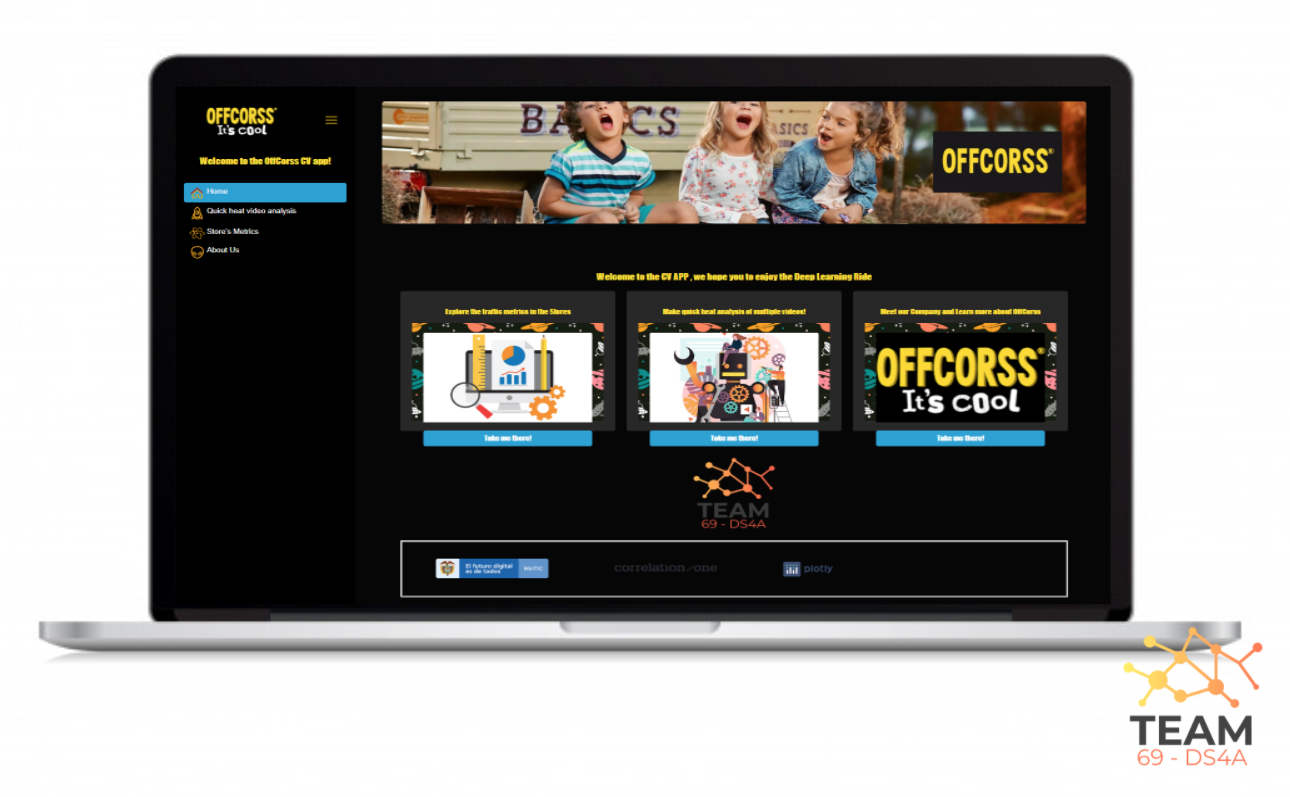 OFFCORSS®
It's COOL
Welcome to the OffCorss CV app!
Home
Quick heat video analysis
Store's Metrics
About Us
BASICS
BASICS
OFFCORSS®
Welcome to the CV APP , we hope you to enjoy the Deep Learning Ride
Explore the traffic metrics in the Stores
Make quick heat analysis of multiple videos!
Meet our Company and Learn more about OffCorss
OFFCORSS®
It's COOL
Take me there!
Take me there!
Take me there!
TEAM
69 - DS4A
El futuro digital
es de todos
MinTIC
correlation/one
plotly
TEAM
69 - DS4A